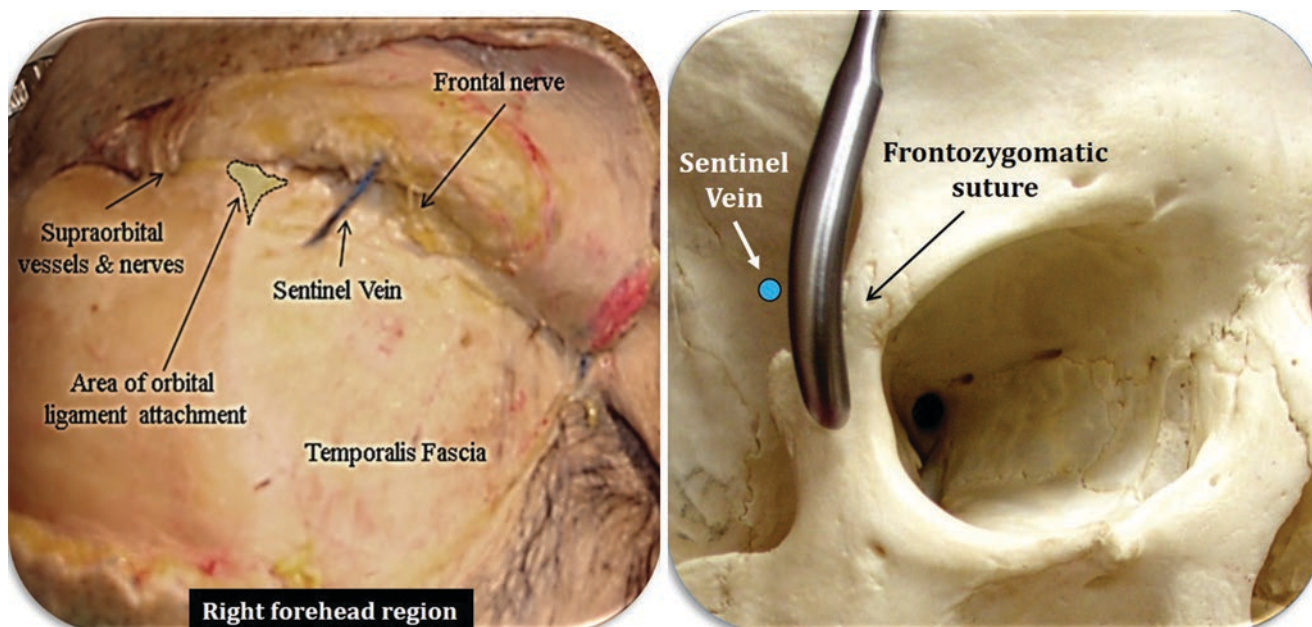 Frontal nerve
Supraorbital
vessels & nerves
Sentinel Vein
Area of orbital
ligament attachment
Temporalis Fascia
Right forehead region
Sentinel
Vein
Frontozygomatic
suture